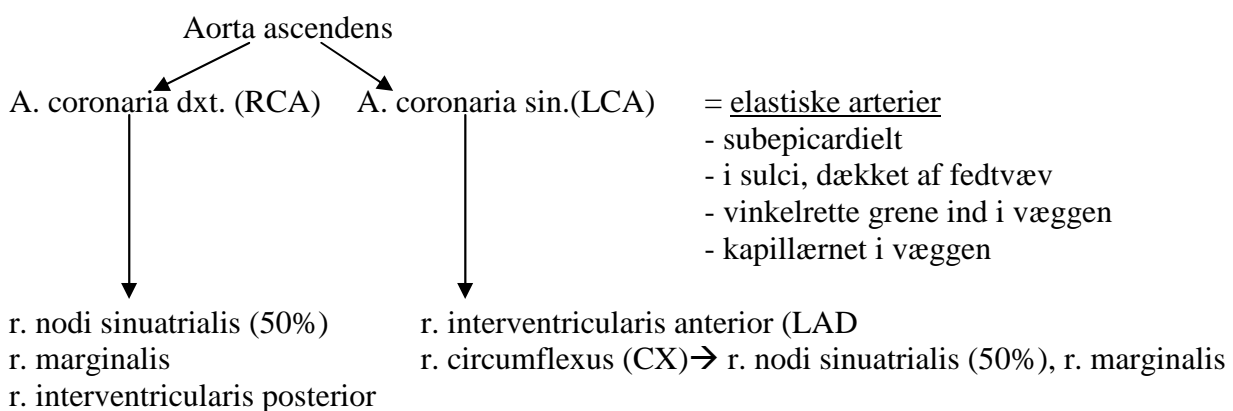 Aorta ascendens
A. coronaria dxt. (RCA) A. coronaria sin.(LCA) = elastiske arterier
- subepicardielt
- i sulci, dækket af fedtvæv
- vinkelrette grene ind i væggen
- kapillærnet i væggen
r. nodi sinuatrialis (50%) r. interventricularis anterior (LAD
r. marginalis r. circumflexus (CX)→ r. nodi sinuatrialis (50%), r. marginalis
r. interventricularis posterior